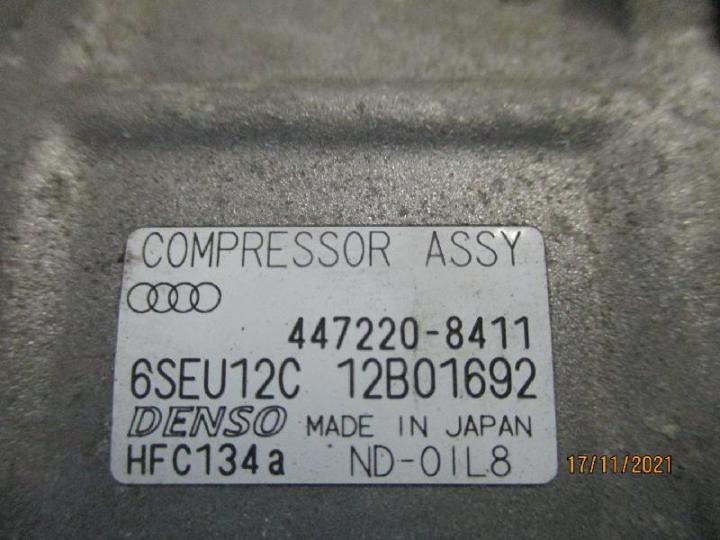 COMPRESSOR ASSY
447220-8411
6SEU12C 12B01692
DENSO MADE IN JAPAN
HFC134a ND-OIL8
17/11/2021